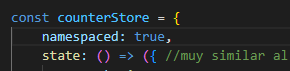 const counterStore = {
namespaced: true,
state: () => ({ //muy similar al